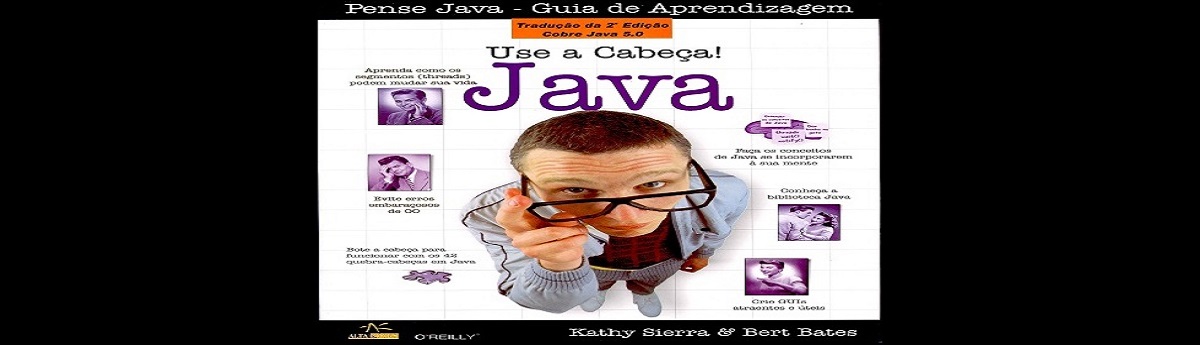 Pense Java - Guia de Aprendizagem
Tradução da 2ª Edição
Cobre Java 5.0
Use a Cabeça!
Java
Aprenda como os
segmentos (threads)
podem mudar sua vida
Faça os conceitos
de Java se incorporarem
à sua mente
Evite erros
embaraçosos
de OO
Conheça a
biblioteca Java
Bote a cabeça para
funcionar com os 42
quebra-cabeças em Java
Crie GUIs
atraentes e úteis
ALTA
O'REILLY®
Kathy Sierra & Bert Bates